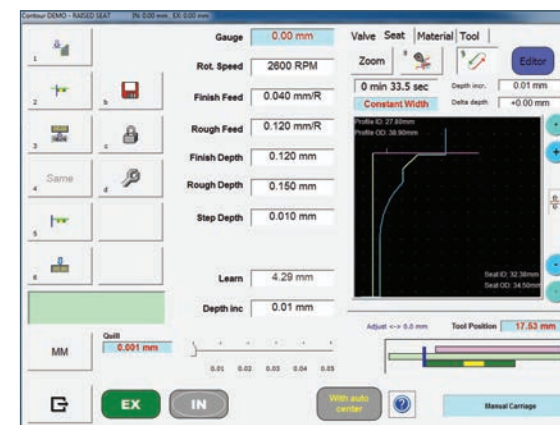 Contour DEMO - RAISED SEAT IN: 0.00 mm , EX: 0.00 mm
Gauge 0.00 mm
Valve Seat Material Tool
1
Rot. Speed 2600 RPM
Zoom Editor
2 b
Finish Feed 0.040 mm/R
0 min 33.5 sec Depth incr. 0.01 mm
Constant Width Delta depth +0.00 mm
3 c
Rough Feed 0.120 mm/R
Profile ID: 27.80mm
Profile OD: 38.90mm
Finish Depth 0.120 mm
Same
4 d
Rough Depth 0.150 mm
Step Depth 0.010 mm
5
6
Learn 4.29 mm
Seat ID: 32.38mm
Seat OD: 34.50mm
Depth inc 0.01 mm
Adjust <-> 0.0 mm Tool Position 17.53 mm
MM
Quill
0.001 mm
0.01 0.02 0.03 0.04 0.05
EX IN
With auto
center
?
Manual Carriage